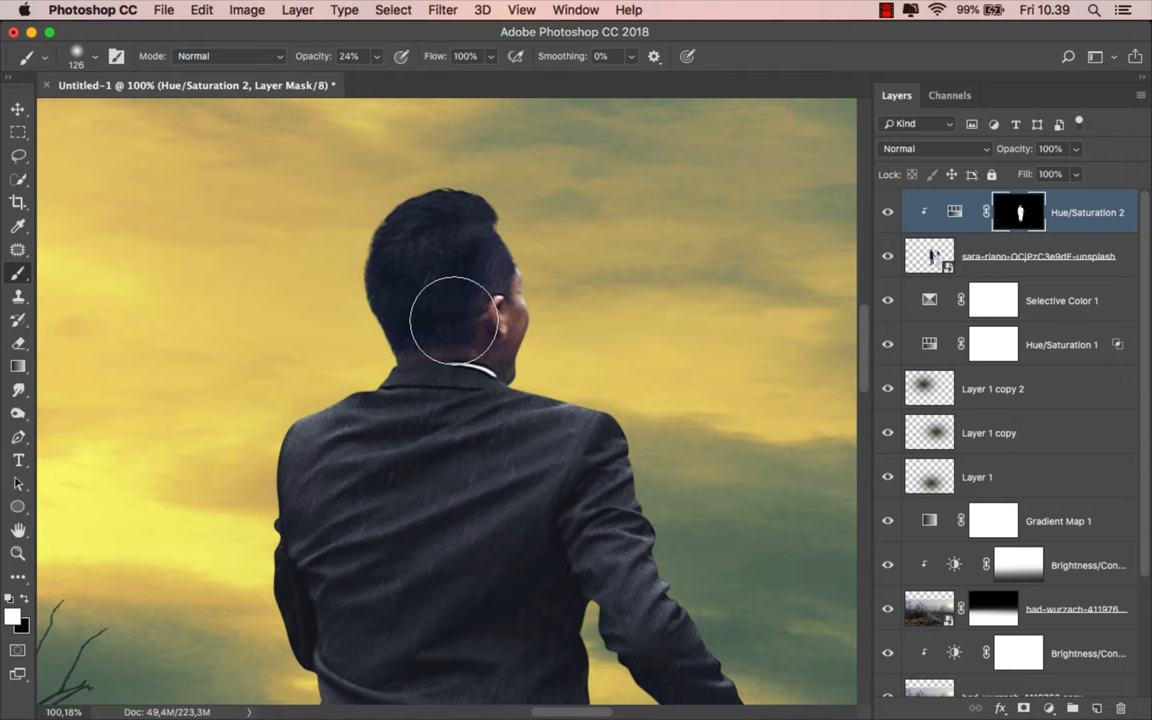 Photoshop CC File Edit Image Layer Type Select Filter 3D View Window Help 99% Fri 10.39
Adobe Photoshop CC 2018
126 Mode: Normal Opacity: 24% Flow: 100% Smoothing: 0%
Untitled-1 @ 100% (Hue/Saturation 2, Layer Mask/8) *
Layers Channels
Kind
Normal Opacity: 100%
Lock: Fill: 100%
Hue/Saturation 2
sara-riano-OCjPzC3e9dE-unsplash
Selective Color 1
Hue/Saturation 1
Layer 1 copy 2
Layer 1 copy
Layer 1
Gradient Map 1
Brightness/Con...
bad-wurzach-411976...
Brightness/Con...
100,18% Doc: 49,4M/223,3M